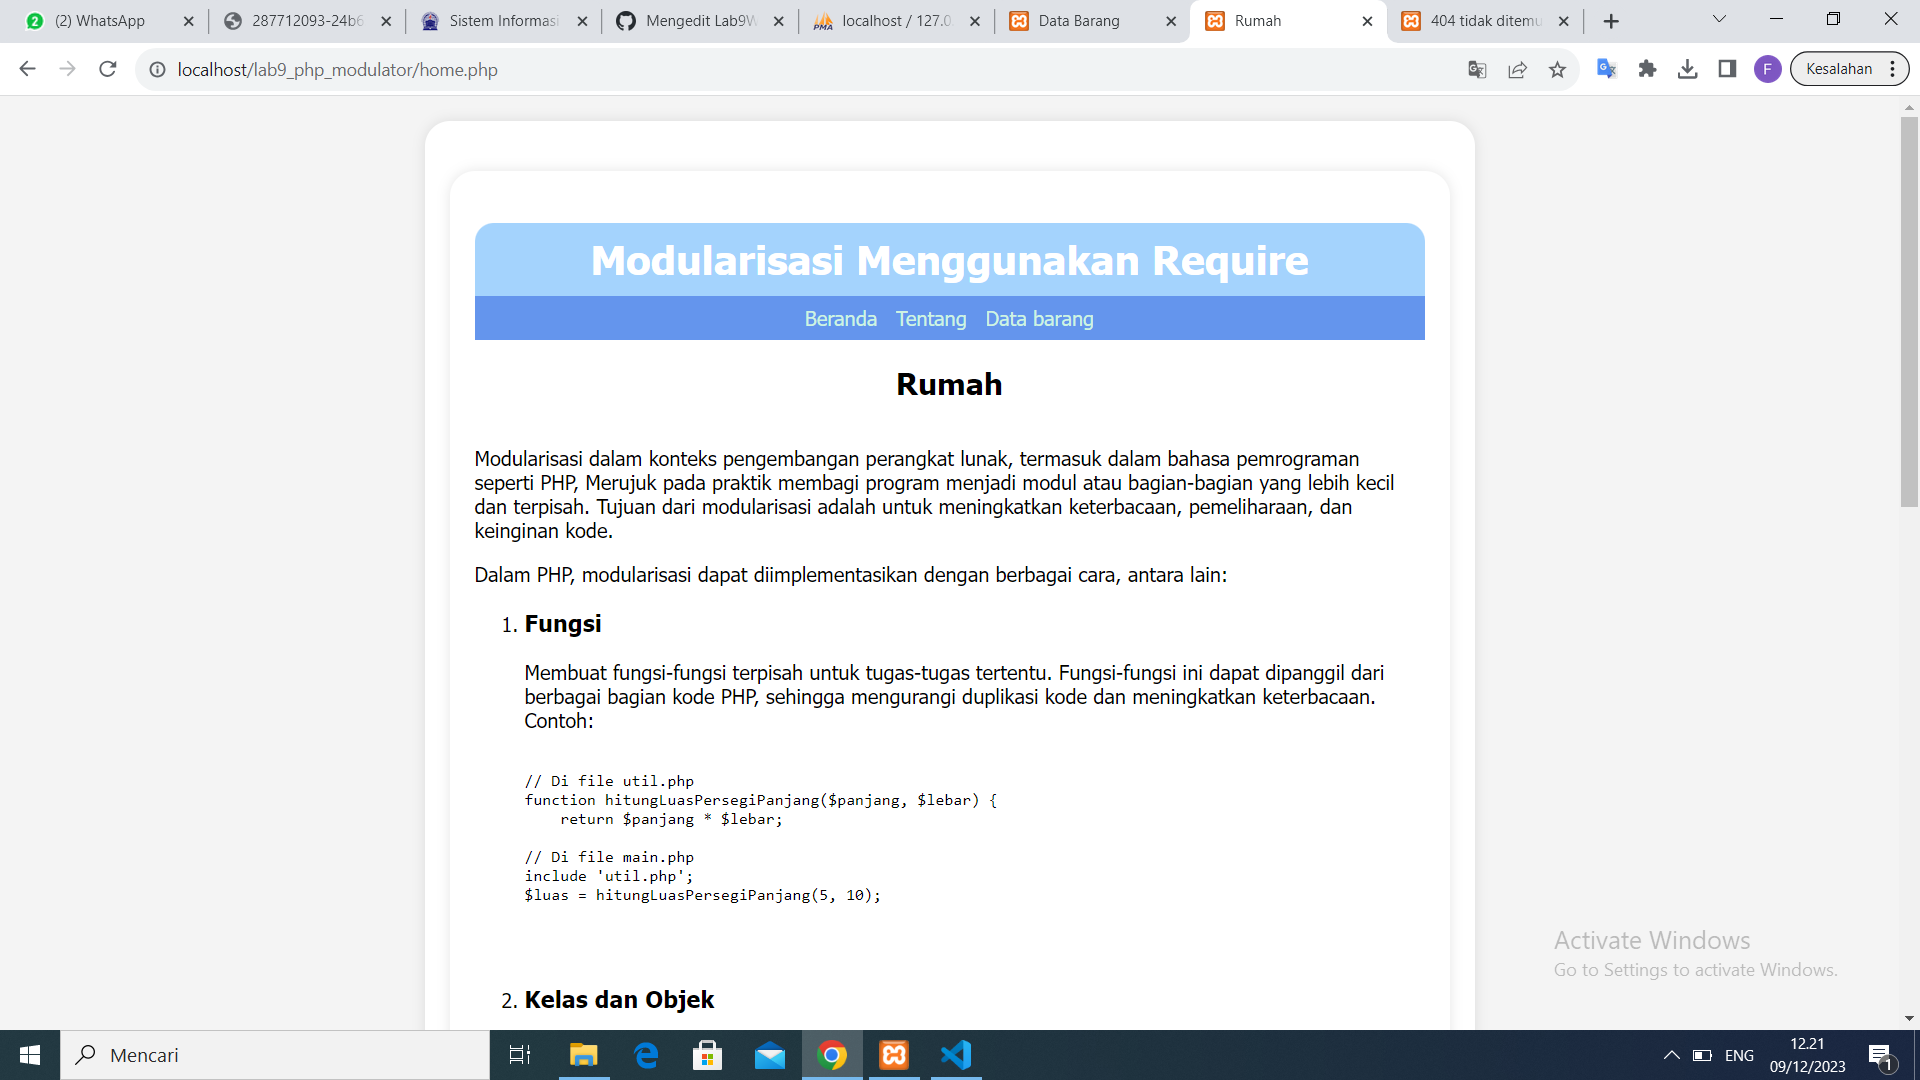 (2) WhatsApp
287712093-24b6
Sistem Informasi
Mengedit Lab9W
localhost / 127.0.
Data Barang
Rumah
404 tidak ditemu
localhost/lab9_php_modulator/home.php
F
Kesalahan
Modularisasi Menggunakan Require
Beranda Tentang Data barang
Rumah
Modularisasi dalam konteks pengembangan perangkat lunak, termasuk dalam bahasa pemrograman
seperti PHP, Merujuk pada praktik membagi program menjadi modul atau bagian-bagian yang lebih kecil
dan terpisah. Tujuan dari modularisasi adalah untuk meningkatkan keterbacaan, pemeliharaan, dan
keinginan kode.
Dalam PHP, modularisasi dapat diimplementasikan dengan berbagai cara, antara lain:
1. Fungsi
Membuat fungsi-fungsi terpisah untuk tugas-tugas tertentu. Fungsi-fungsi ini dapat dipanggil dari
berbagai bagian kode PHP, sehingga mengurangi duplikasi kode dan meningkatkan keterbacaan.
Contoh:
// Di file util.php
function hitungLuasPersegiPanjang($panjang, $lebar) {
    return $panjang * $lebar;
// Di file main.php
include 'util.php';
$luas = hitungLuasPersegiPanjang(5, 10);
2. Kelas dan Objek
Activate Windows
Go to Settings to activate Windows.
Mencari
ENG
12.21
09/12/2023
1